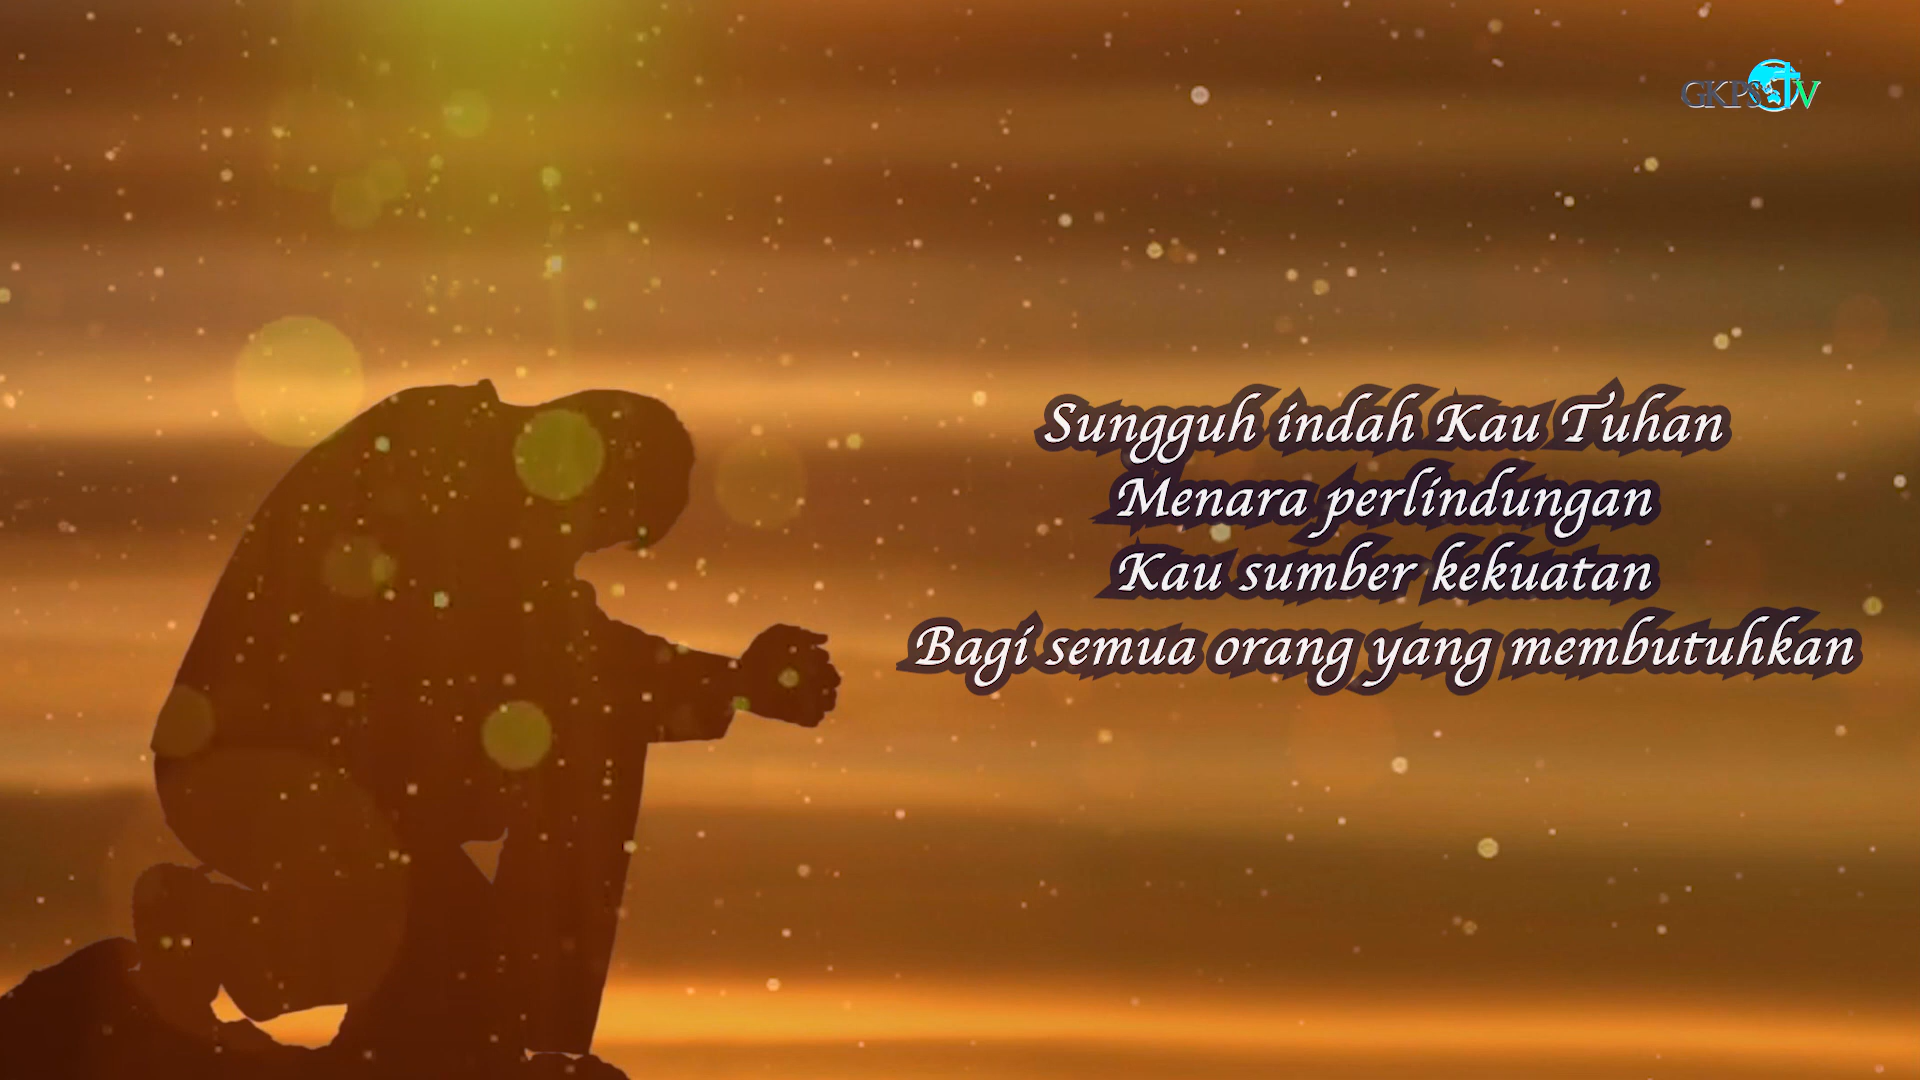 GKPS TV
Sungguh indah Kau Tuhan
Menara perlindungan
Kau sumber kekuatan
Bagi semua orang yang membutuhkan